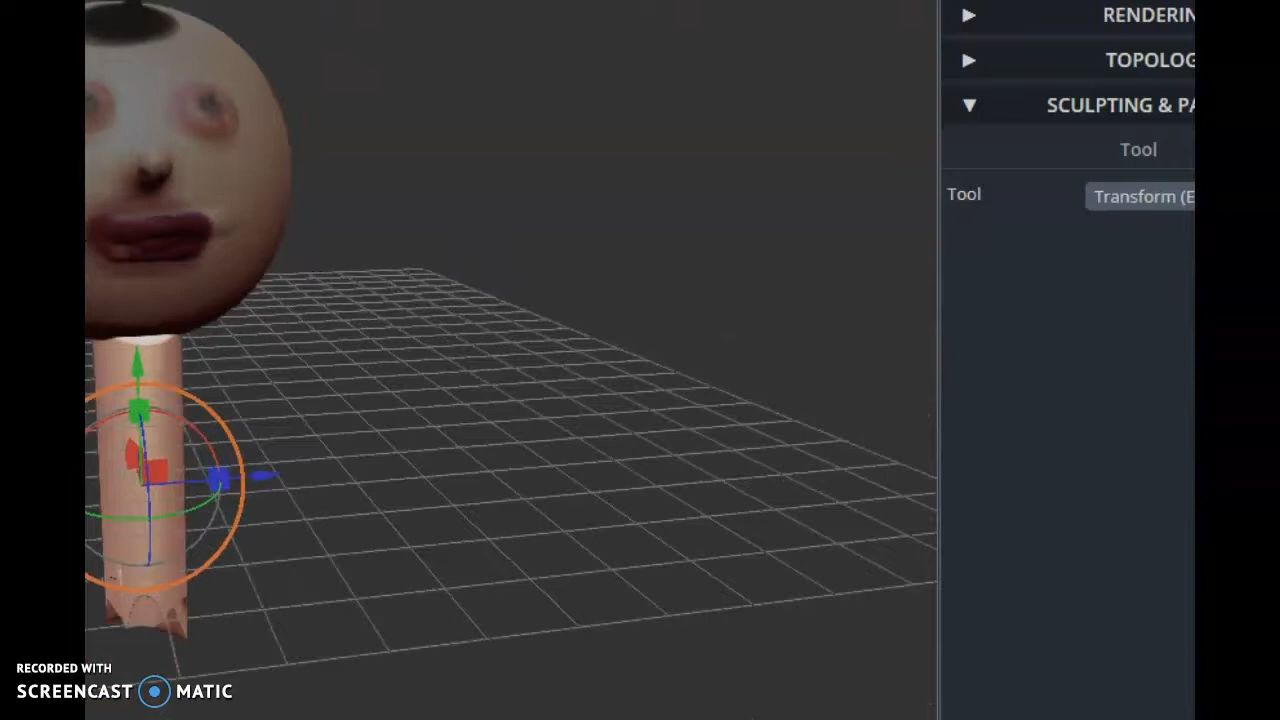 RENDERIN
TOPOLOG
SCULPTING & PA
Tool
Tool
Transform (E
RECORDED WITH
SCREENCAST MATIC